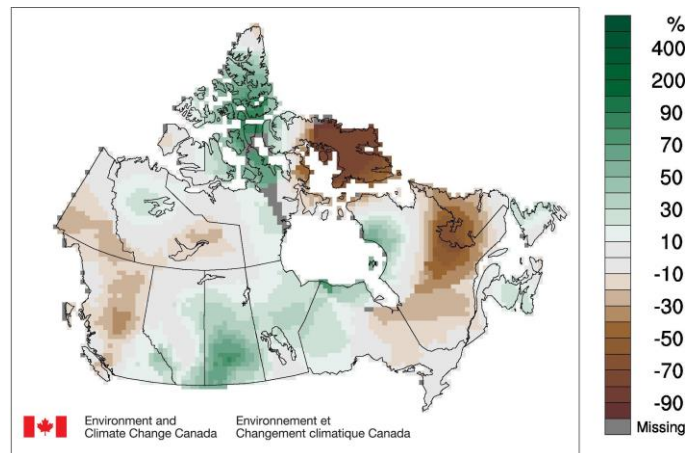 %
400
200
90
70
50
30
10
-10
-30
-50
-70
-90
Missing
Environment and
Climate Change Canada
Environnement et
Changement climatique Canada